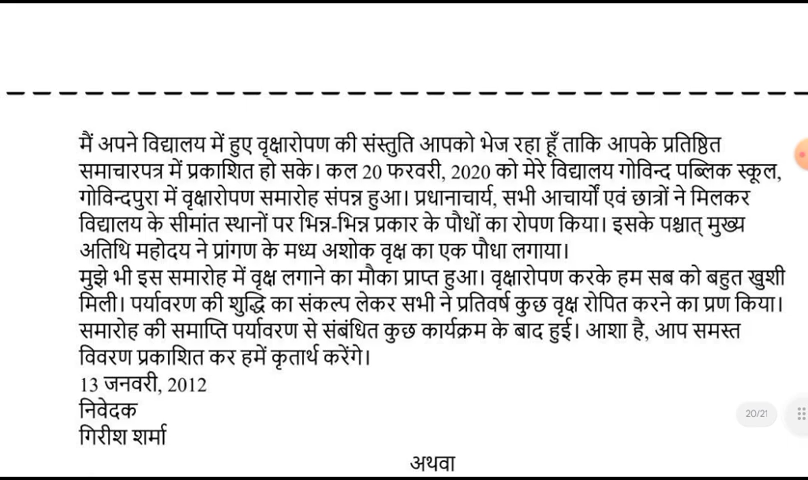 मैं अपने विद्यालय में हुए वृक्षारोपण की संस्तुति आपको भेज रहा हूँ ताकि आपके प्रतिष्ठित
समाचारपत्र में प्रकाशित हो सके। कल 20 फरवरी, 2020 को मेरे विद्यालय गोविन्द पब्लिक स्कूल,
गोविन्दपुरा में वृक्षारोपण समारोह संपन्न हुआ। प्रधानाचार्य, सभी आचार्यों एवं छात्रों ने मिलकर
विद्यालय के सीमांत स्थानों पर भिन्न-भिन्न प्रकार के पौधों का रोपण किया। इसके पश्चात् मुख्य
अतिथि महोदय ने प्रांगण के मध्य अशोक वृक्ष का एक पौधा लगाया।
मुझे भी इस समारोह में वृक्ष लगाने का मौका प्राप्त हुआ। वृक्षारोपण करके हम सब को बहुत खुशी
मिली। पर्यावरण की शुद्धि का संकल्प लेकर सभी ने प्रतिवर्ष कुछ वृक्ष रोपित करने का प्रण किया।
समारोह की समाप्ति पर्यावरण से संबंधित कुछ कार्यक्रम के बाद हुई। आशा है, आप समस्त
विवरण प्रकाशित कर हमें कृतार्थ करेंगे।
13 जनवरी, 2012
निवेदक
20/21
गिरीश शर्मा
अथवा